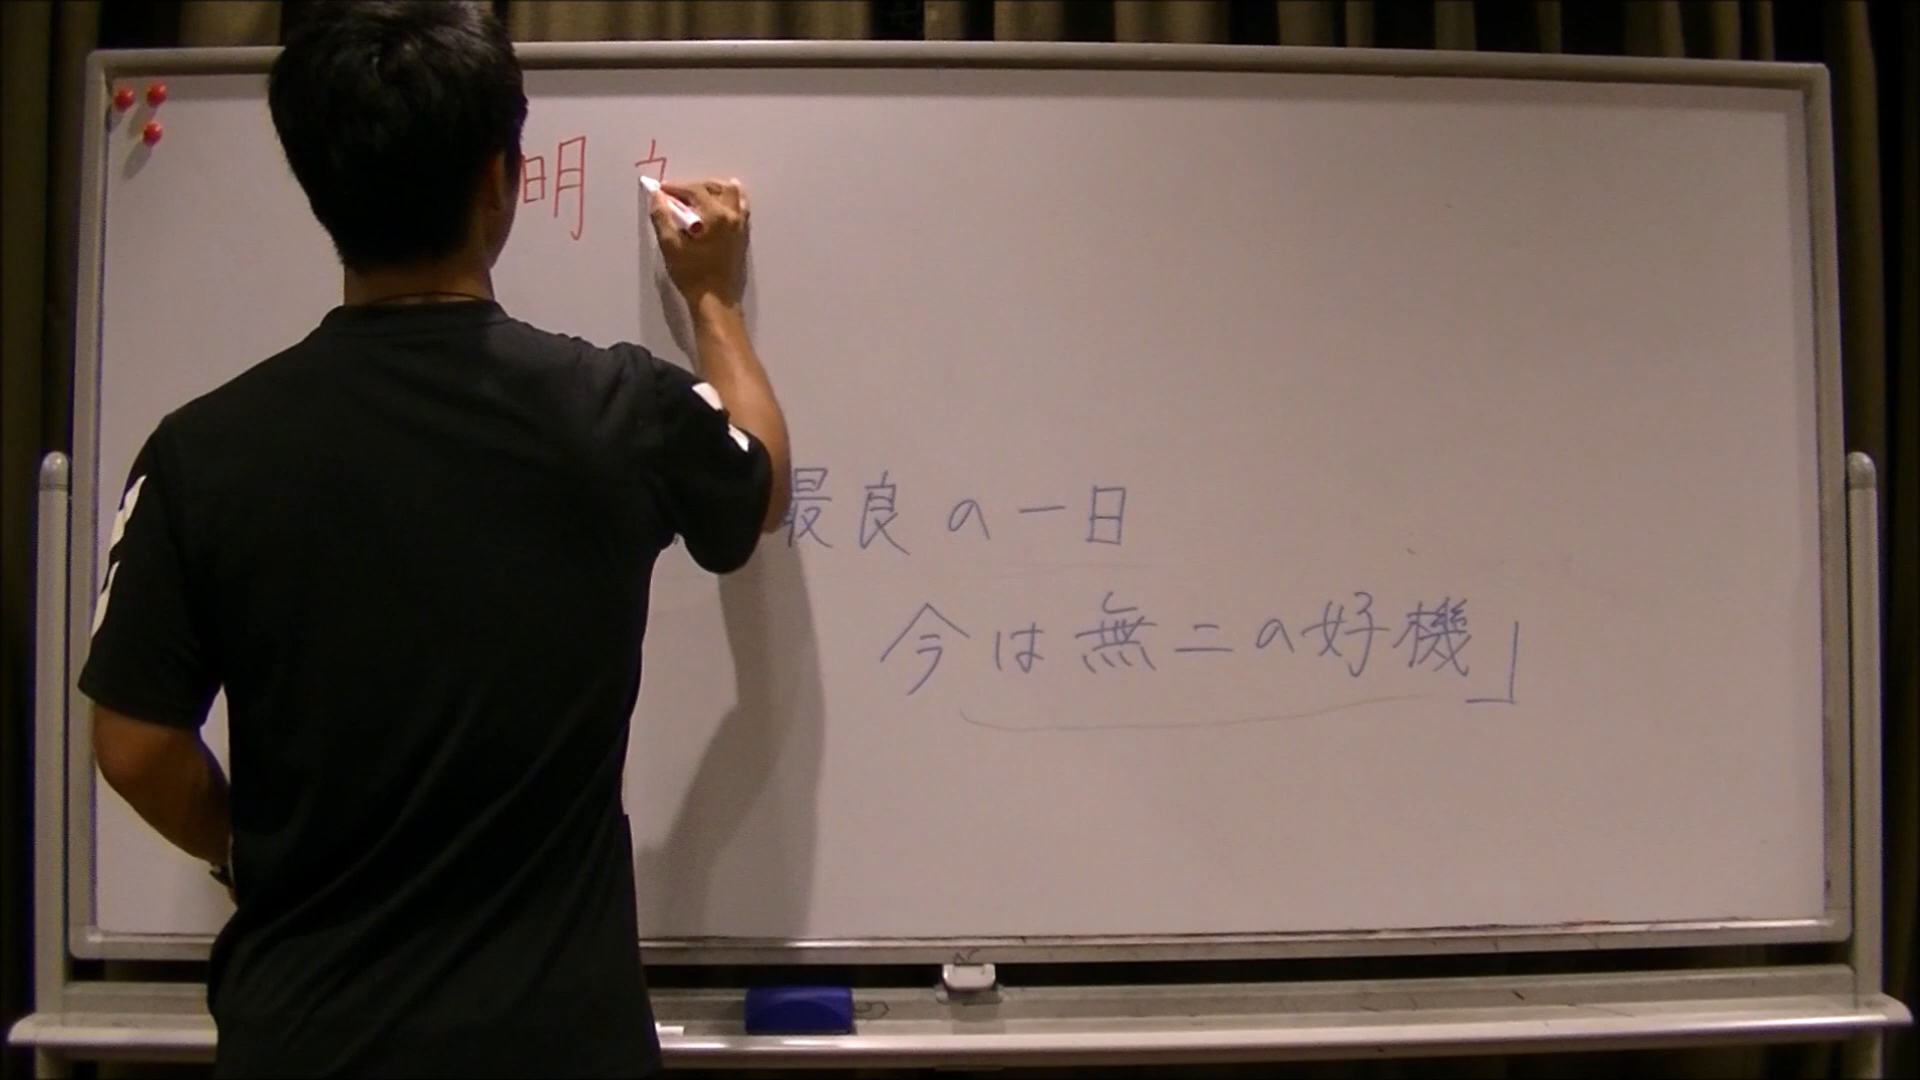 明
最良の一日
今は無二の好機」